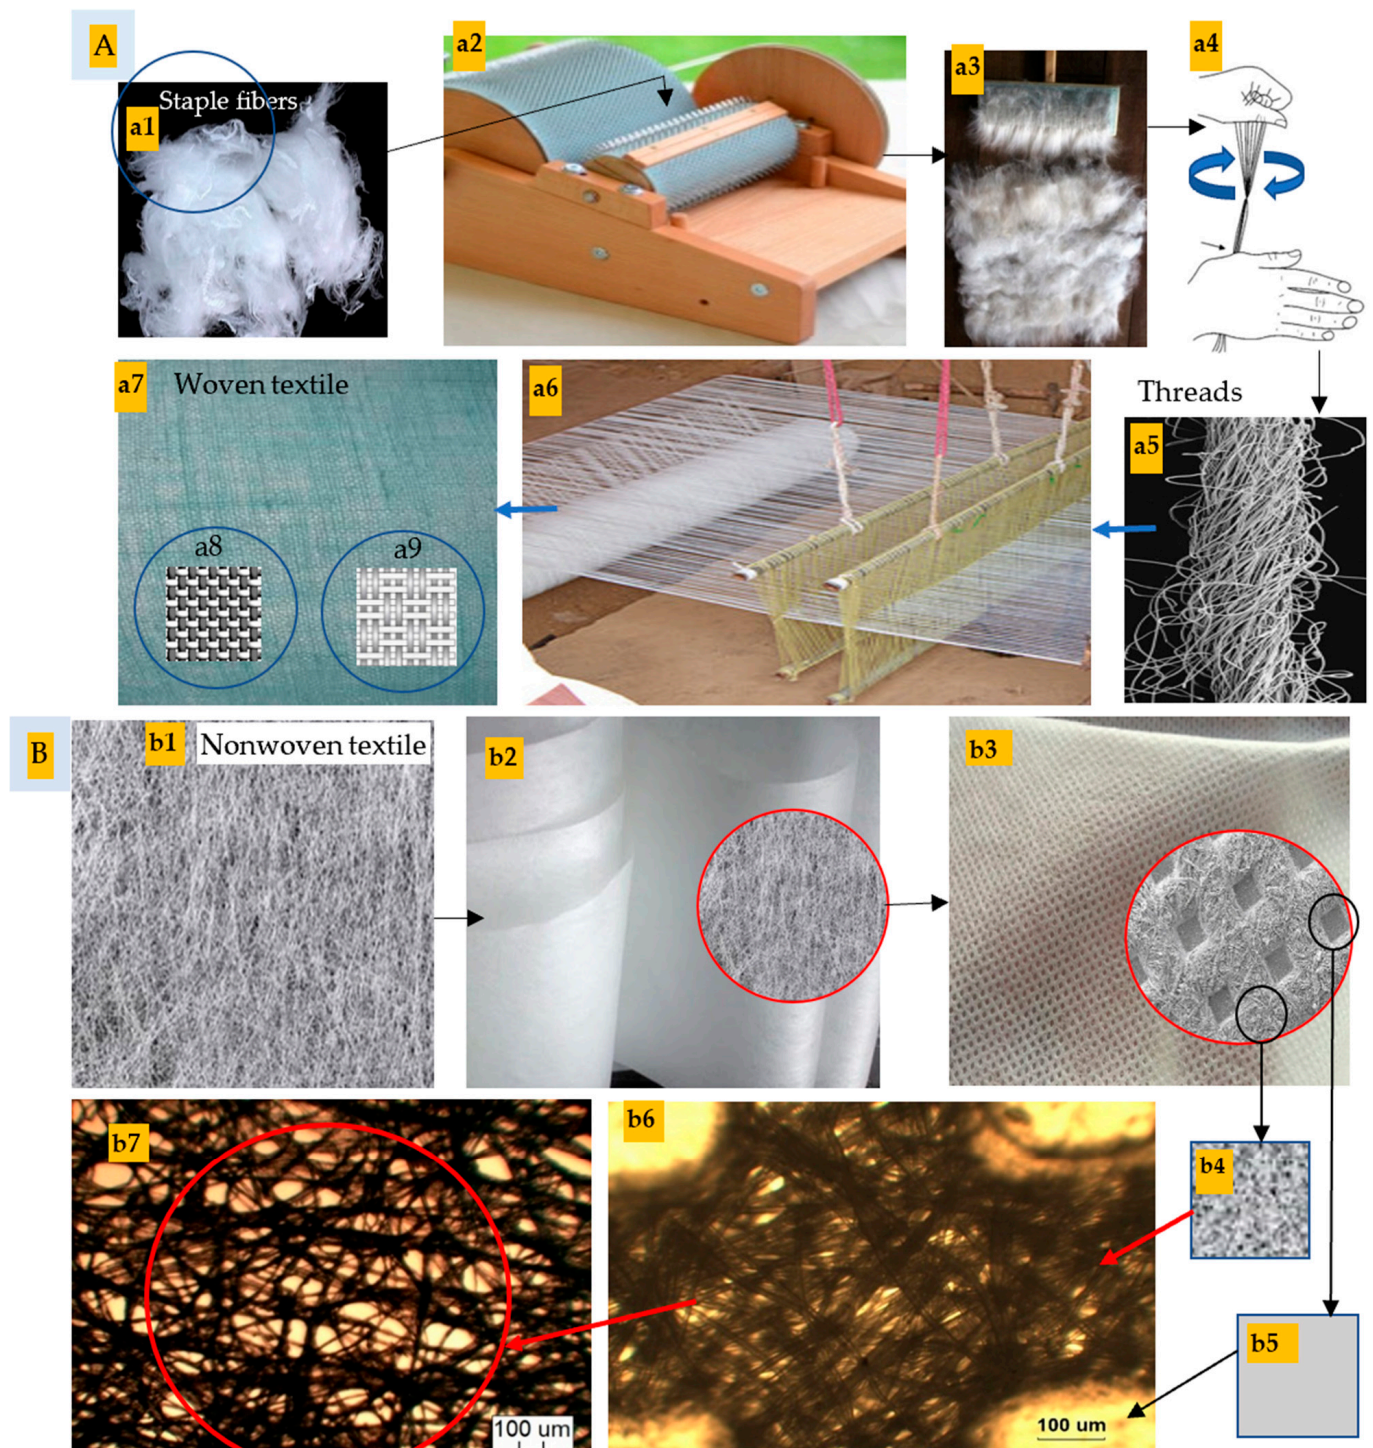 A
a1
Staple fibers
a2
a3
a4
a7
Woven textile
a8
a9
a6
Threads
a5
B
b1
Nonwoven textile
b2
b3
b7
100 um
b6
100 um
b4
b5